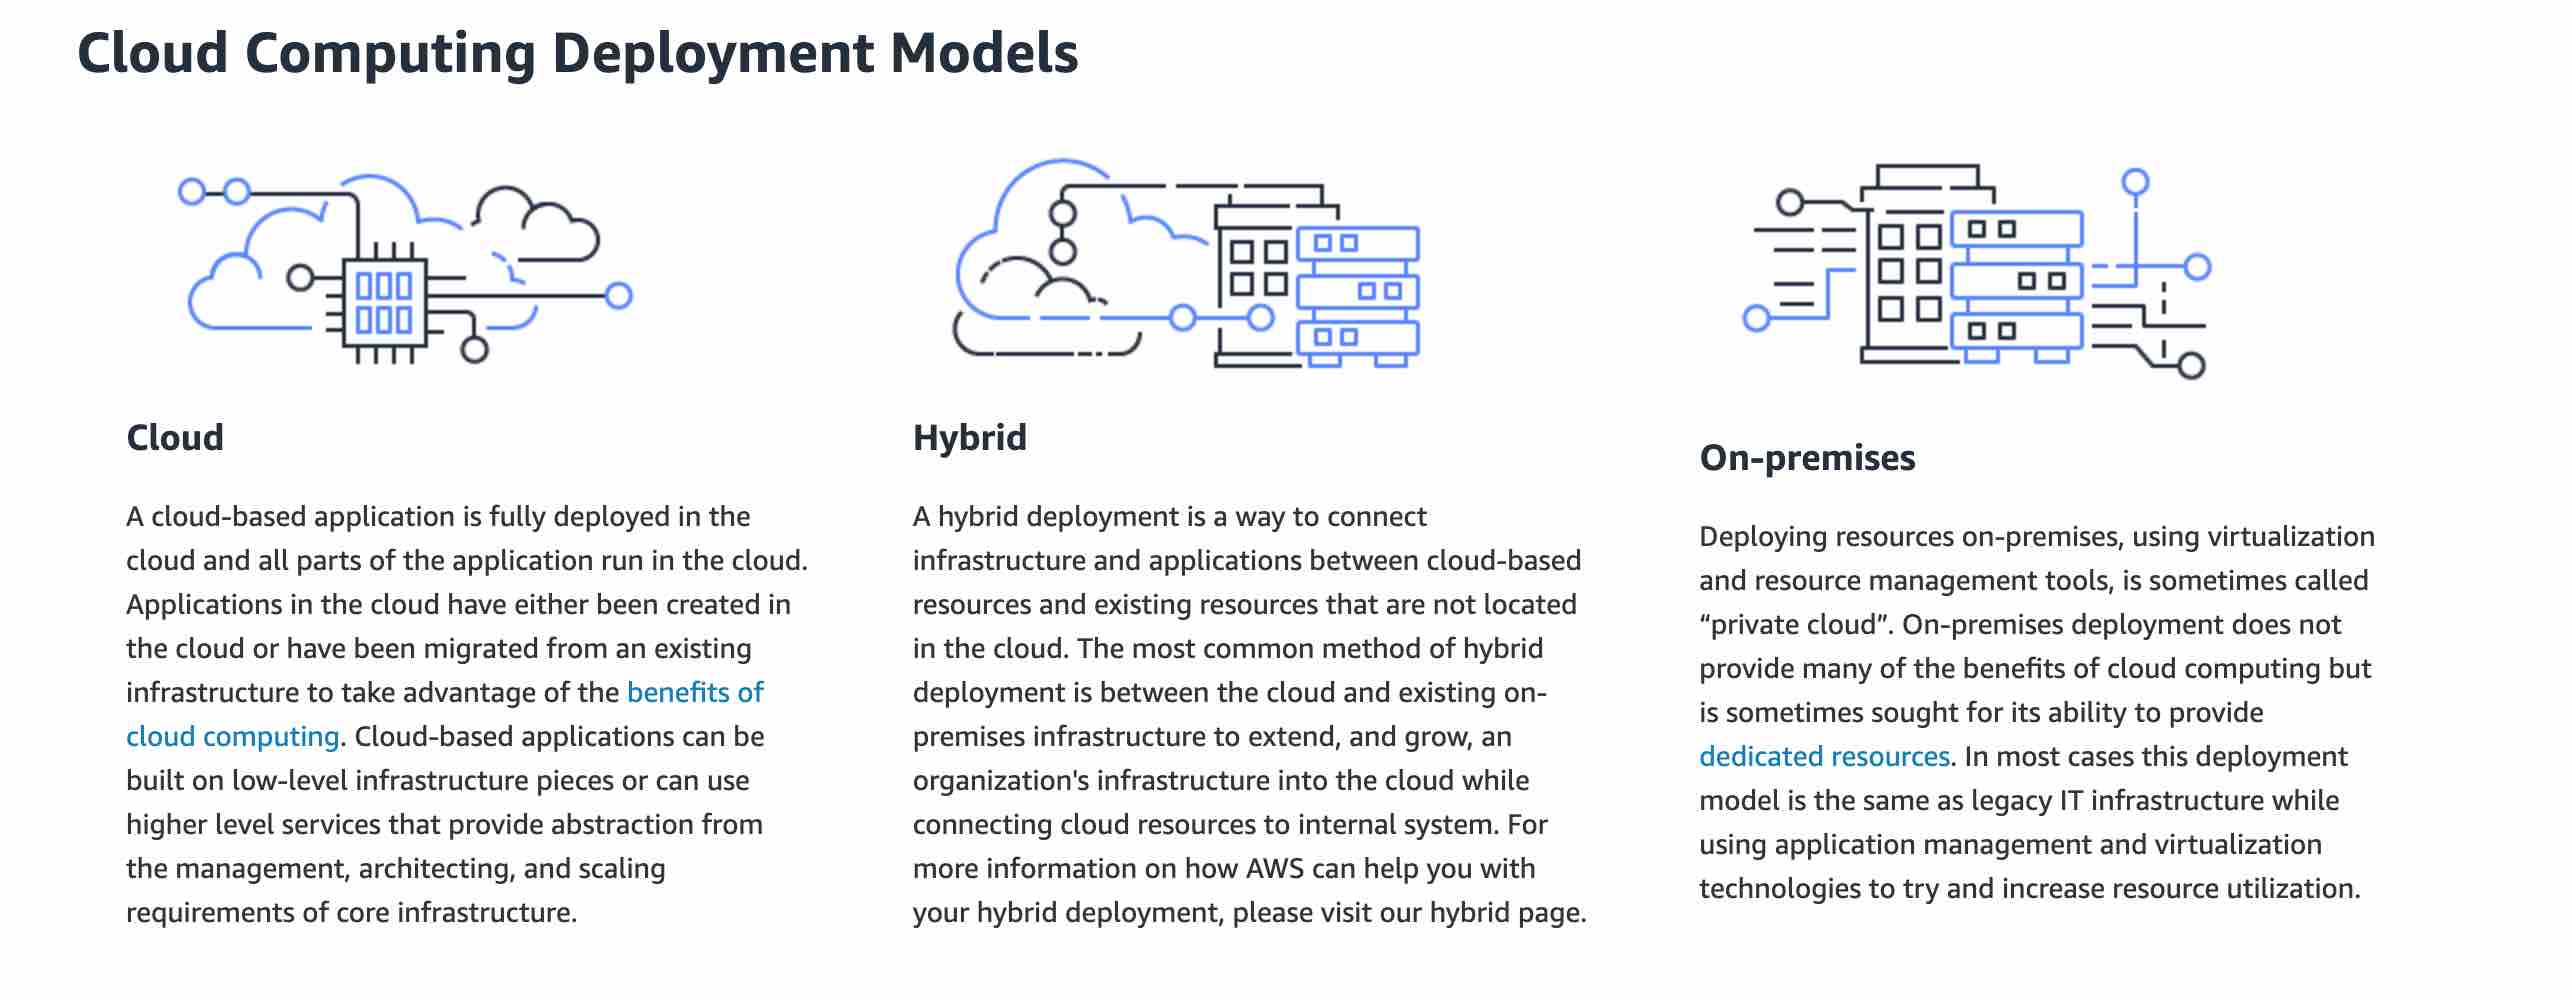 Cloud Computing Deployment Models
Cloud
A cloud-based application is fully deployed in the
cloud and all parts of the application run in the cloud.
Applications in the cloud have either been created in
the cloud or have been migrated from an existing
infrastructure to take advantage of the benefits of
cloud computing. Cloud-based applications can be
built on low-level infrastructure pieces or can use
higher level services that provide abstraction from
the management, architecting, and scaling
requirements of core infrastructure.
Hybrid
A hybrid deployment is a way to connect
infrastructure and applications between cloud-based
resources and existing resources that are not located
in the cloud. The most common method of hybrid
deployment is between the cloud and existing on-
premises infrastructure to extend, and grow, an
organization's infrastructure into the cloud while
connecting cloud resources to internal system. For
more information on how AWS can help you with
your hybrid deployment, please visit our hybrid page.
On-premises
Deploying resources on-premises, using virtualization
and resource management tools, is sometimes called
“private cloud”. On-premises deployment does not
provide many of the benefits of cloud computing but
is sometimes sought for its ability to provide
dedicated resources. In most cases this deployment
model is the same as legacy IT infrastructure while
using application management and virtualization
technologies to try and increase resource utilization.